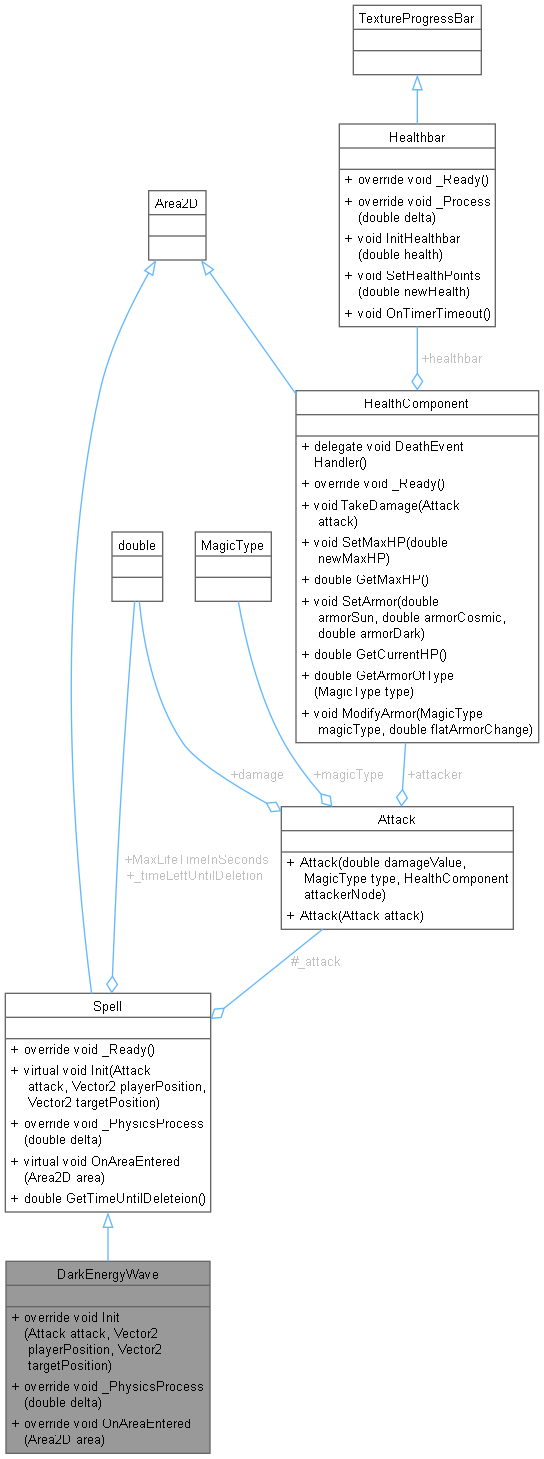 TextureProgressBar
Healthbar
+ override void _Ready()
+ override void _Process
(double delta)
+ void InitHealthbar
(double health)
+ void SetHealthPoints
(double newHealth)
+ void OnTimerTimeout()
Area2D
+healthbar
HealthComponent
+ delegate void DeathEvent
Handler()
+ override void _Ready()
+ void TakeDamage(Attack
attack)
+ void SetMaxHP(double
newMaxHP)
+ double GetMaxHP()
+ void SetArmor(double
armorSun, double armorCosmic,
double armorDark)
+ double GetCurrentHP()
+ double GetArmorOfType
(MagicType type)
+ void ModifyArmor(MagicType
magicType, double flatArmorChange)
double
MagicType
+damage
+magicType
+attacker
Attack
+ Attack(double damageValue,
MagicType type, HealthComponent
attackerNode)
+ Attack(Attack attack)
+MaxLifeTimeInSeconds
+_timeLeftUntilDeletion
#_attack
Spell
+ override void _Ready()
+ virtual void Init(Attack
attack, Vector2 playerPosition,
Vector2 targetPosition)
+ override void _PhysicsProcess
(double delta)
+ virtual void OnAreaEntered
(Area2D area)
+ double GetTimeUntilDeleteion()
DarkEnergyWave
+ override void Init
(Attack attack, Vector2
playerPosition, Vector2
targetPosition)
+ override void _PhysicsProcess
(double delta)
+ override void OnAreaEntered
(Area2D area)